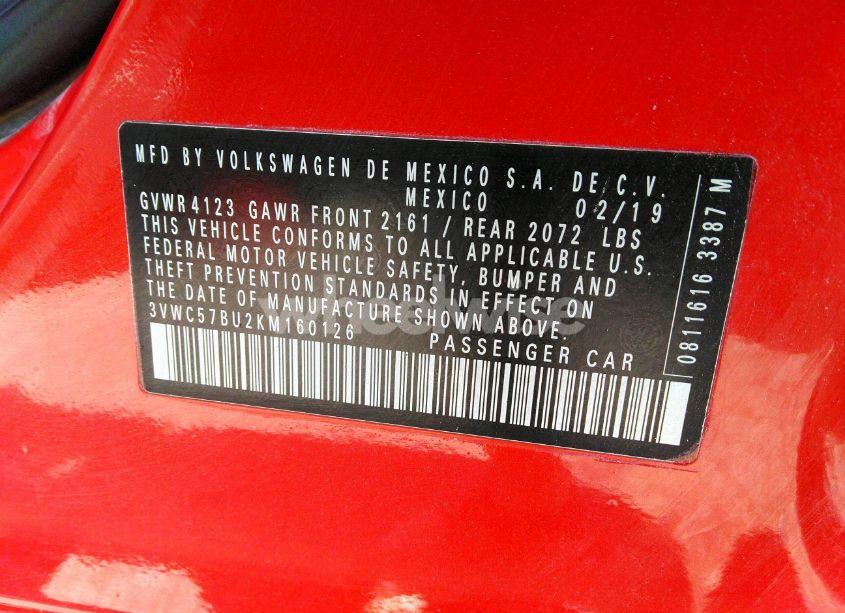 MFD BY VOLKSWAGEN DE MEXICO S.A. DE C.V.
MEXICO 02/19
GVWR 4123 GAWR FRONT 2161 / REAR 2072 LBS
THIS VEHICLE CONFORMS TO ALL APPLICABLE U.S.
FEDERAL MOTOR VEHICLE SAFETY, BUMPER AND
THEFT PREVENTION STANDARDS IN EFFECT ON
THE DATE OF MANUFACTURE SHOWN ABOVE.
3VWC57BU2KM160126 PASSENGER CAR
0811616 3387 M
wheelwise